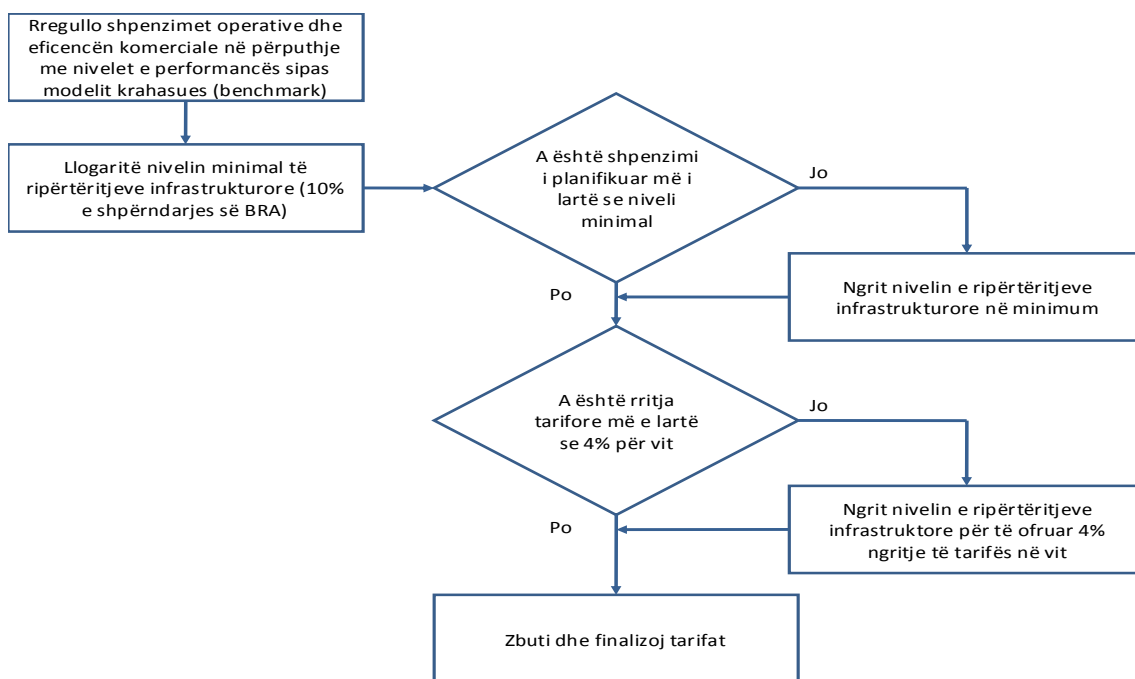 Rregullo shpenzimet operative dhe
eficencën komerciale në përputhje
me nivelet e performancës sipas
modelit krahasues (benchmark)
Llogaritë nivelin minimal të
ripërtëritjeve infrastrukturore (10%
e shpërndarjes së BRA)
A është shpenzimi
i planifikuar më i
lartë se niveli
minimal
Jo
Po
Ngrit nivelin e ripërtëritjeve
infrastrukturore në minimum
A është rritja
tarifore më e lartë
se 4% për vit
Jo
Po
Ngrit nivelin e ripërtëritjeve
infrastruktore për të ofruar 4%
ngritje të tarifës në vit
Zbuti dhe finalizoj tarifat